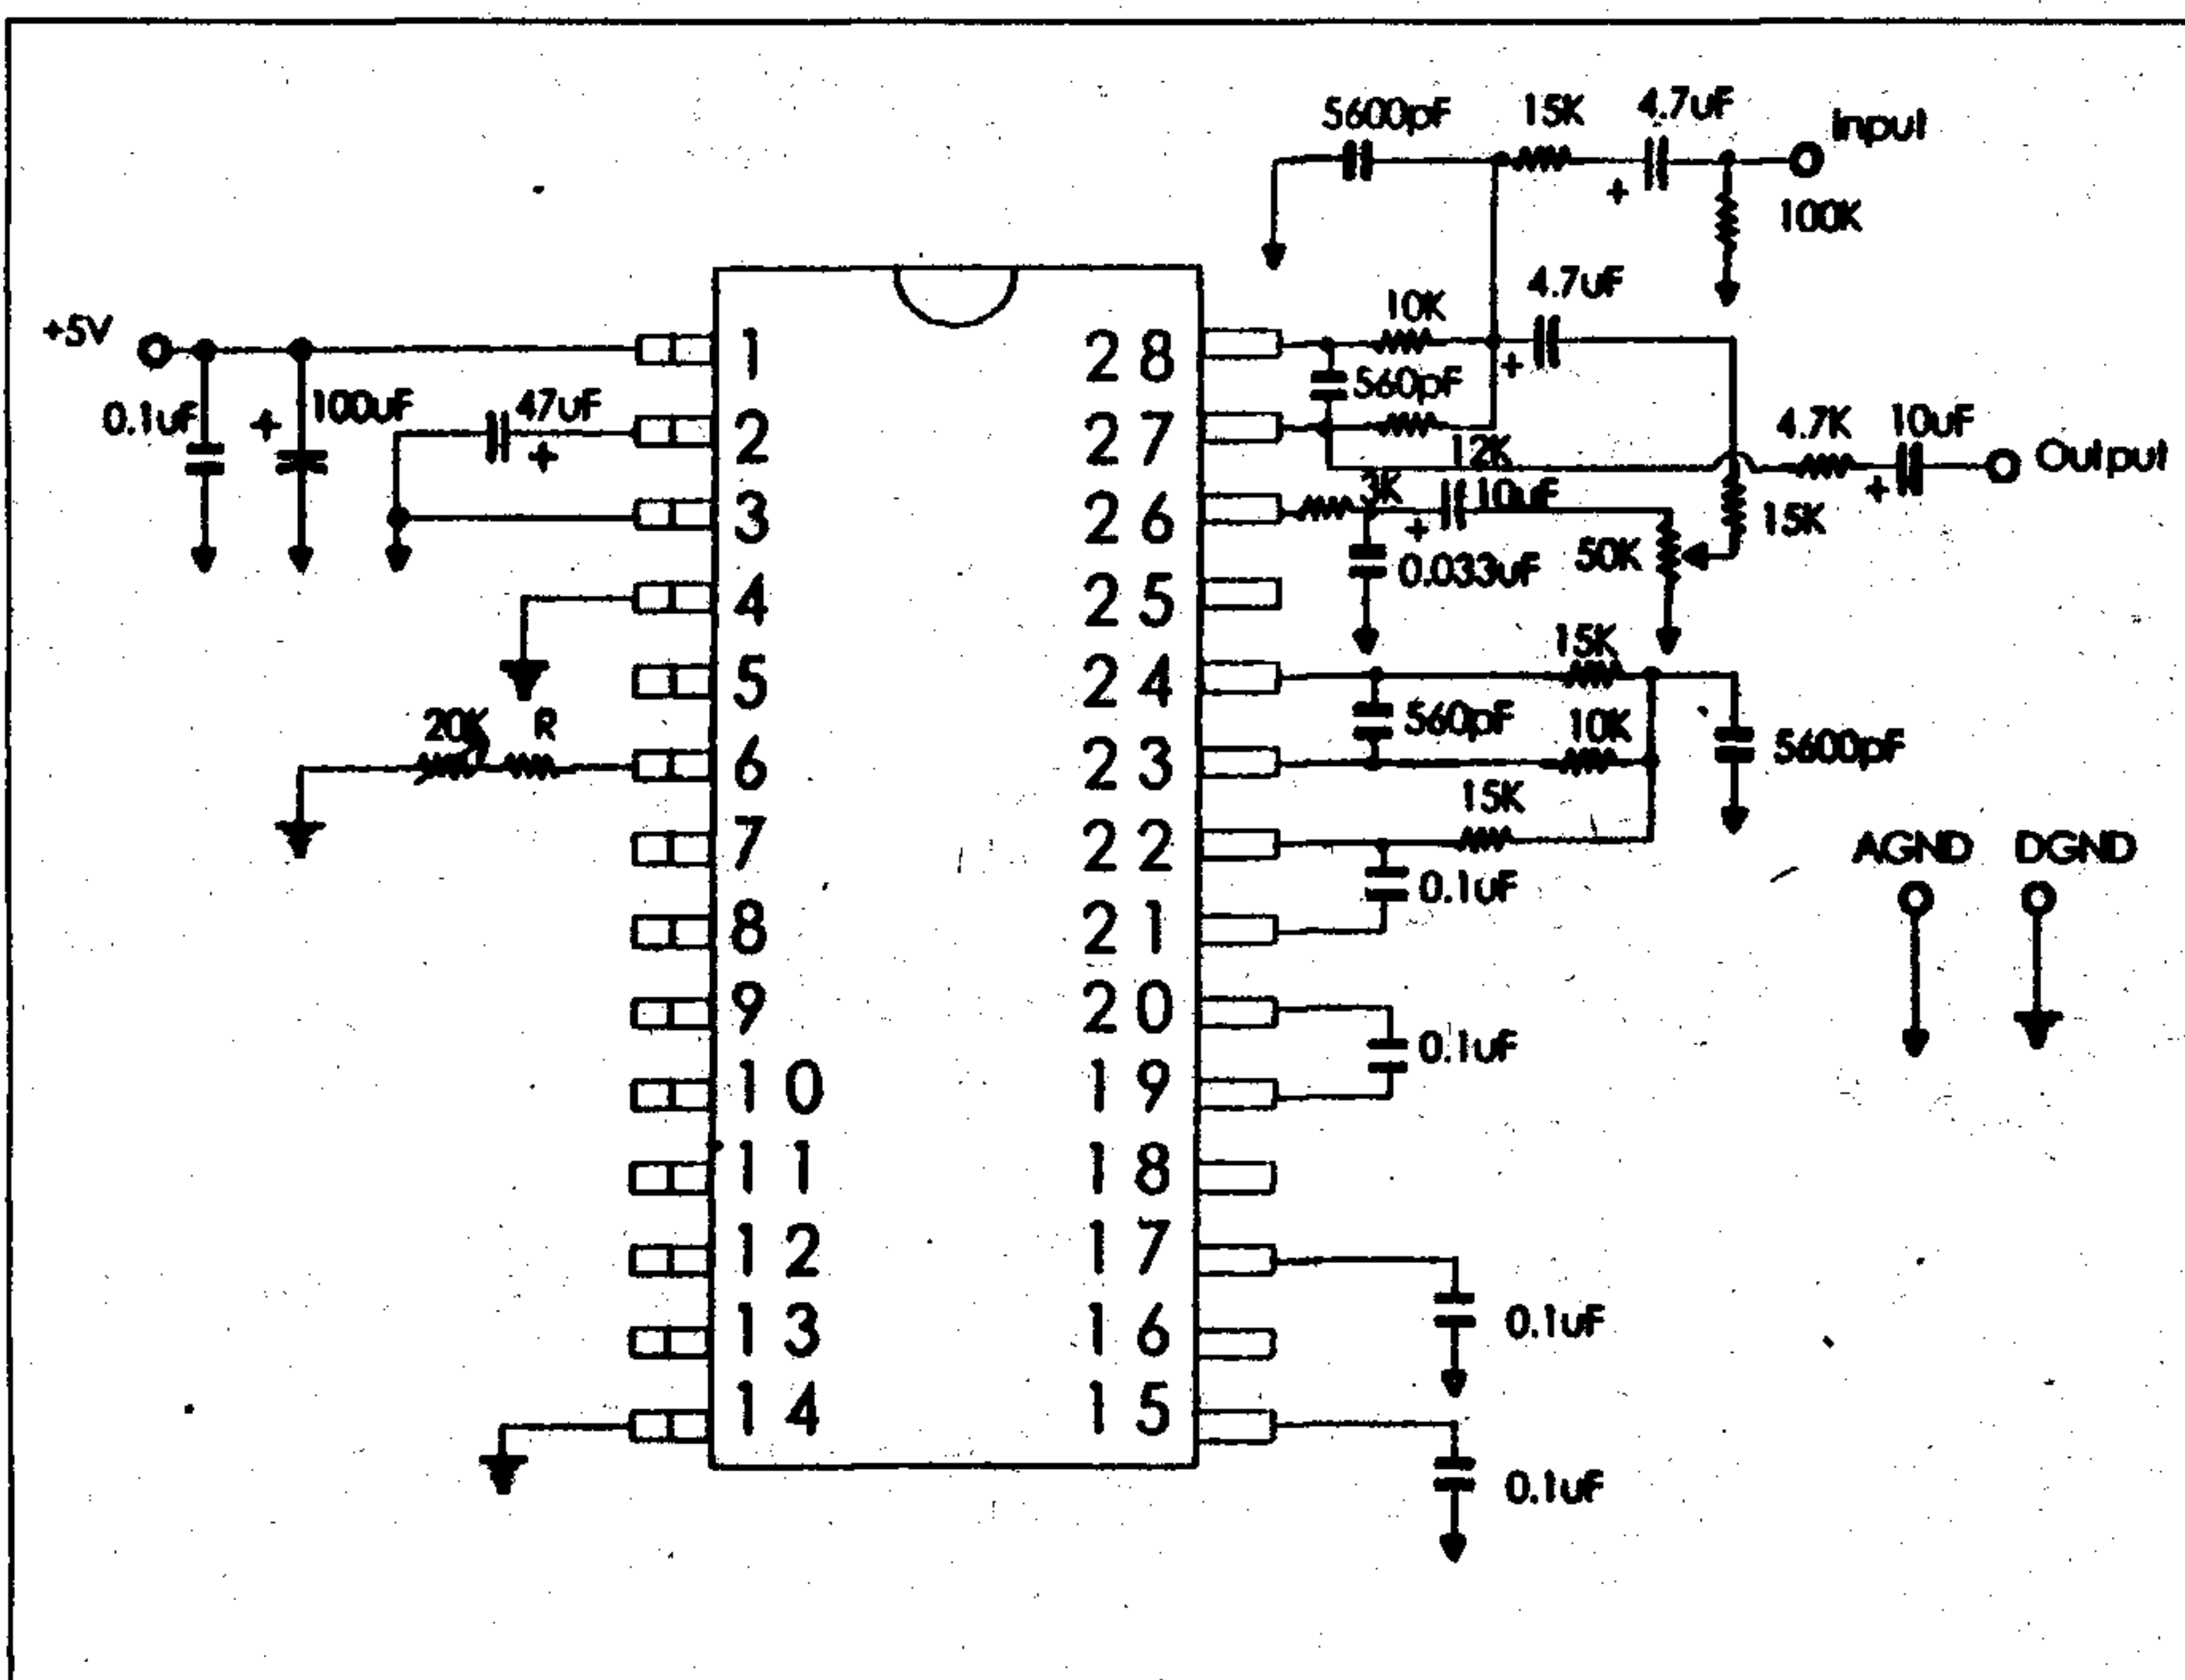 5600pF 15K 4.7uF Input
100K
4.7uF
+5V 10K
1 28
0.1uF + 100uF 47uF 560pF
+
2 27 4.7K 10uF Output
12K
3K 10uF
3 26 15K
0.033uF 50K
4 25
15K
5 24
20K R 560pF 10K 5600pF
6 23
15K
7 22
AGND DGND
0.1uF
8 21
9 20
0.1uF
10 19
11 18
12 17
0.1uF
13 16
14 15
0.1uF